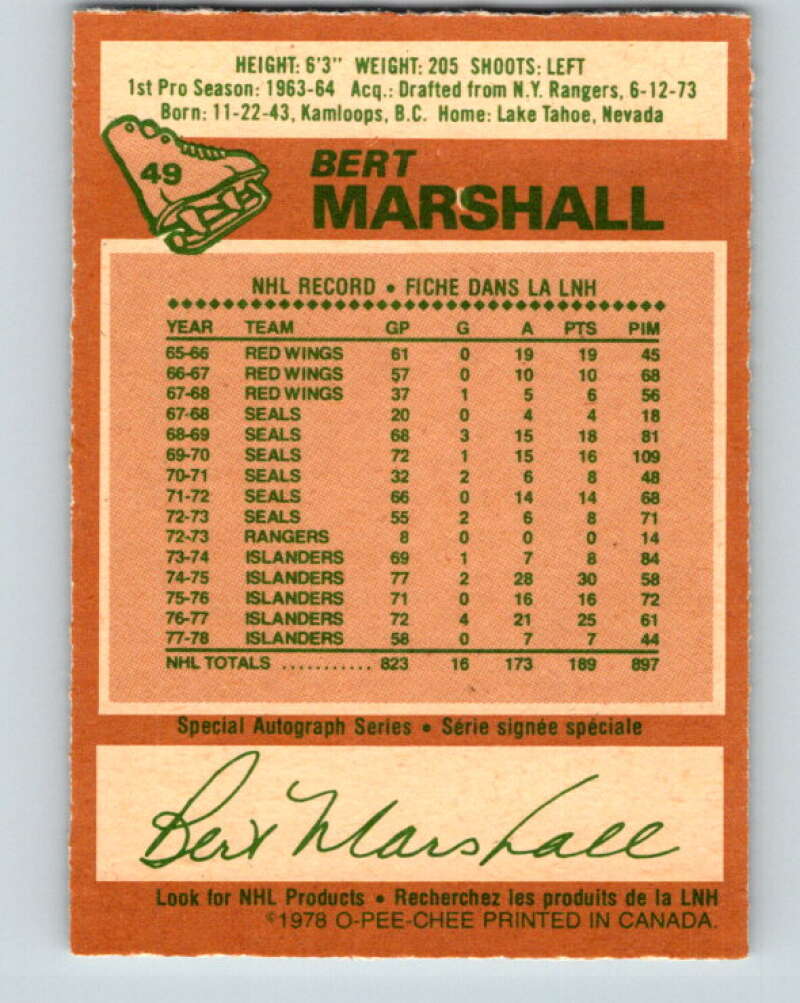 HEIGHT: 6'3" WEIGHT: 205 SHOOTS: LEFT
1st Pro Season: 1963-64 Acq.: Drafted from N.Y. Rangers, 6-12-73
Born: 11-22-43, Kamloops, B.C. Home: Lake Tahoe, Nevada
49
BERT
MARSHALL
NHL RECORD • FICHE DANS LA LNH
YEAR TEAM GP G A PTS PIM
65-66 RED WINGS 61 0 19 19 45
66-67 RED WINGS 57 0 10 10 68
67-68 RED WINGS 37 1 5 6 56
67-68 SEALS 20 0 4 4 18
68-69 SEALS 68 3 15 18 81
69-70 SEALS 72 1 15 16 109
70-71 SEALS 32 2 6 8 48
71-72 SEALS 66 0 14 14 68
72-73 SEALS 55 2 6 8 71
72-73 RANGERS 8 0 0 0 14
73-74 ISLANDERS 69 1 7 8 84
74-75 ISLANDERS 77 2 28 30 58
75-76 ISLANDERS 71 0 16 16 72
76-77 ISLANDERS 72 4 21 25 61
77-78 ISLANDERS 58 0 7 7 44
NHL TOTALS ........... 823 16 173 189 897
Special Autograph Series • Série signée spéciale
Bert Marshall
Look for NHL Products • Recherchez les produits de la LNH
©1978 O-PEE-CHEE PRINTED IN CANADA.